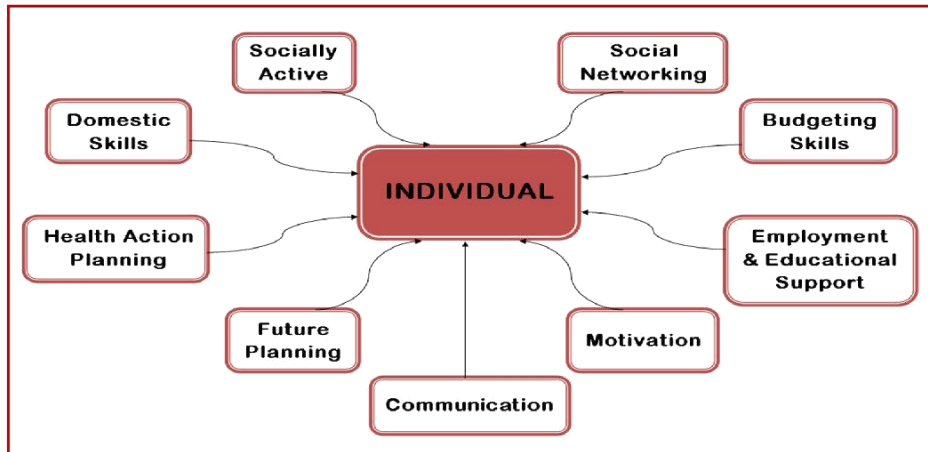 Socially
Active
Social
Networking
Domestic
Skills
Budgeting
Skills
INDIVIDUAL
Health Action
Planning
Employment
& Educational
Support
Future
Planning
Motivation
Communication